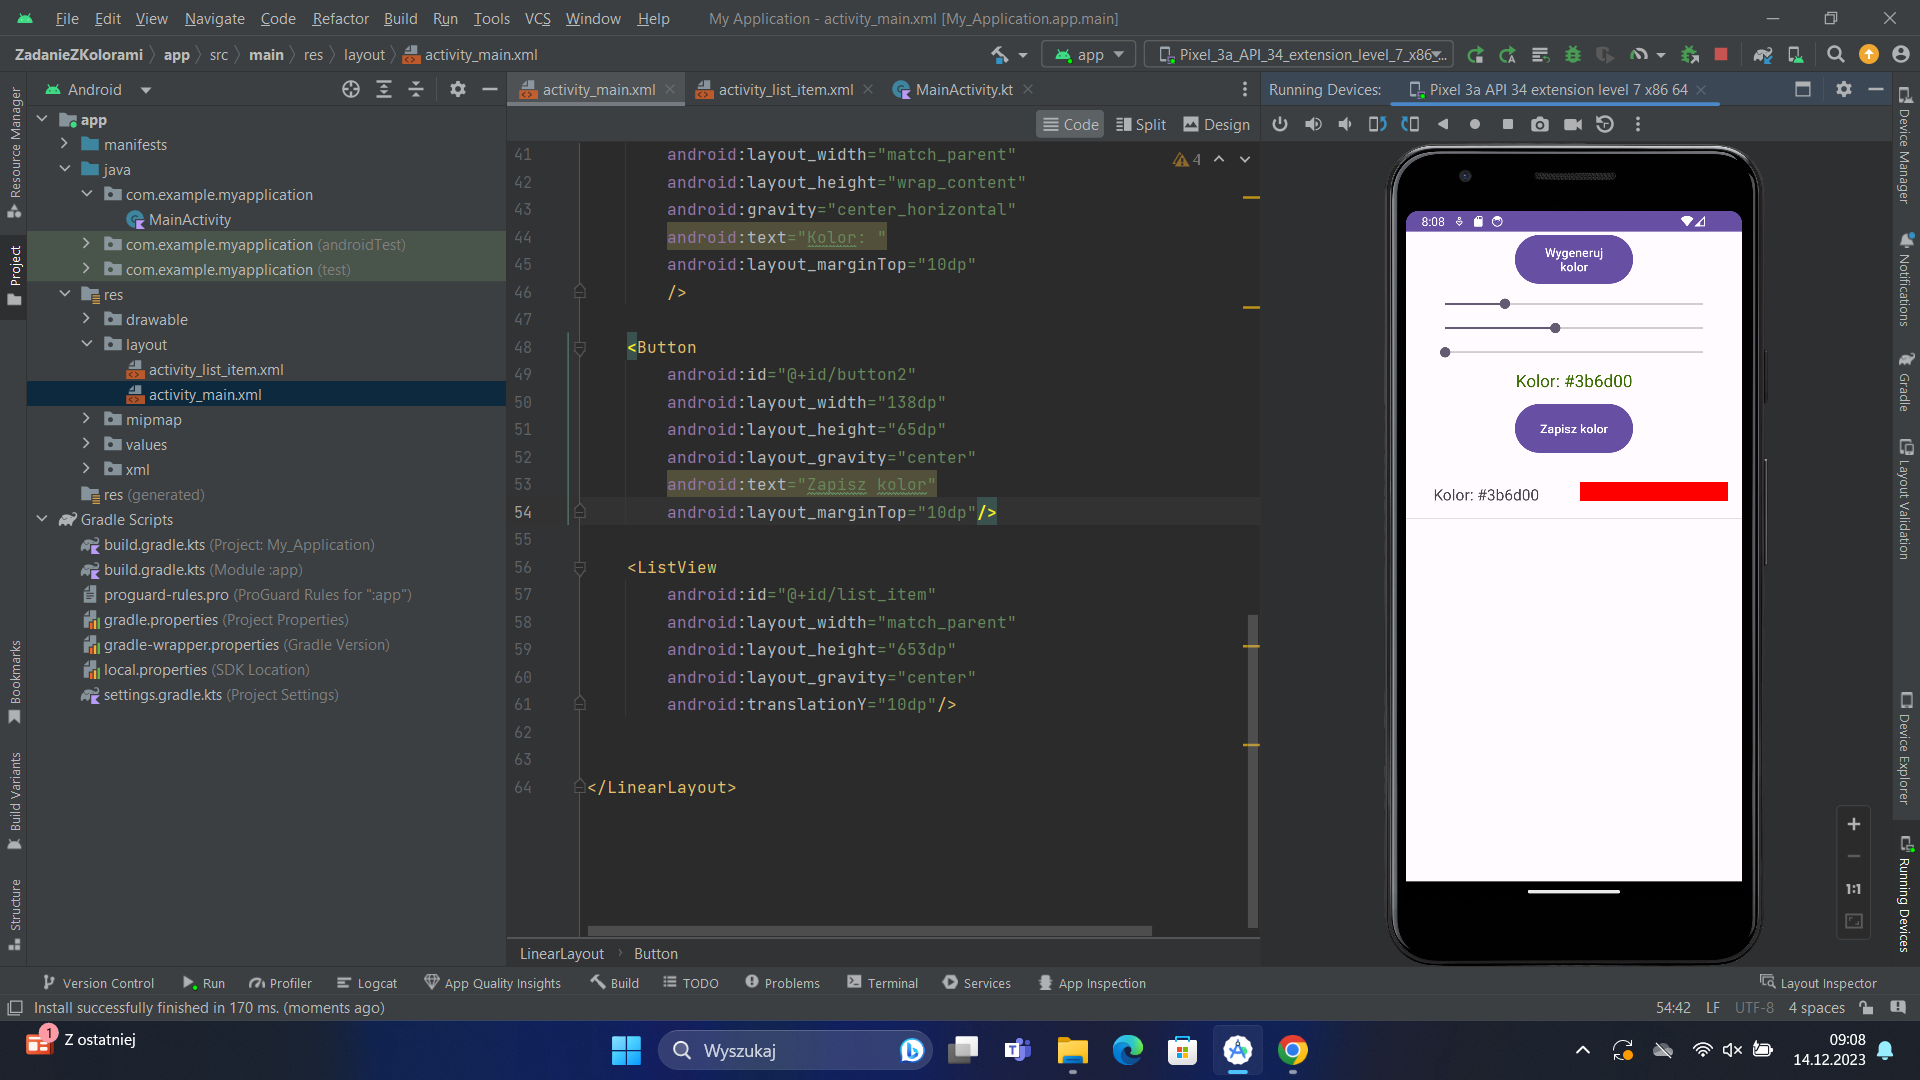 File Edit View Navigate Code Refactor Build Run Tools VCS Window Help My Application - activity_main.xml [My_Application.app.main]
ZadanieZKolorami app src main res layout activity_main.xml app Pixel_3a_API_34_extension_level_7_x86...
Android
app
manifests
java
com.example.myapplication
MainActivity
com.example.myapplication (androidTest)
com.example.myapplication (test)
res
drawable
layout
activity_list_item.xml
activity_main.xml
mipmap
values
xml
res (generated)
Gradle Scripts
build.gradle.kts (Project: My_Application)
build.gradle.kts (Module :app)
proguard-rules.pro (ProGuard Rules for ":app")
gradle.properties (Project Properties)
gradle-wrapper.properties (Gradle Version)
local.properties (SDK Location)
settings.gradle.kts (Project Settings)
Resource Manager
Project
Bookmarks
Build Variants
Structure
activity_main.xml activity_list_item.xml MainActivity.kt
Code Split Design
4
41 android:layout_width="match_parent"
42 android:layout_height="wrap_content"
43 android:gravity="center_horizontal"
44 android:text="Kolor: "
45 android:layout_marginTop="10dp"
46 />
47
48 <Button
49 android:id="@+id/button2"
50 android:layout_width="138dp"
51 android:layout_height="65dp"
52 android:layout_gravity="center"
53 android:text="Zapisz kolor"
54 android:layout_marginTop="10dp"/>
55
56 <ListView
57 android:id="@+id/list_item"
58 android:layout_width="match_parent"
59 android:layout_height="653dp"
60 android:layout_gravity="center"
61 android:translationY="10dp"/>
62
63
64 </LinearLayout>
LinearLayout Button
Running Devices: Pixel 3a API 34 extension level 7 x86 64
8:08
Wygeneruj
kolor
Kolor: #3b6d00
Zapisz kolor
Kolor: #3b6d00
1:1
Device Manager
Notifications
Gradle
Layout Validation
Device Explorer
Running Devices
Version Control Run Profiler Logcat App Quality Insights Build TODO Problems Terminal Services App Inspection Layout Inspector
Install successfully finished in 170 ms. (moments ago) 54:42 LF UTF-8 4 spaces
1
Z ostatniej
Wyszukaj
09:08
14.12.2023